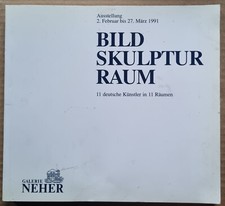 Ausstellung
2. Februar bis 27. März 1991
BILD
SKULPTUR
RAUM
11 deutsche Künstler in 11 Räumen
GALERIE
NEHER